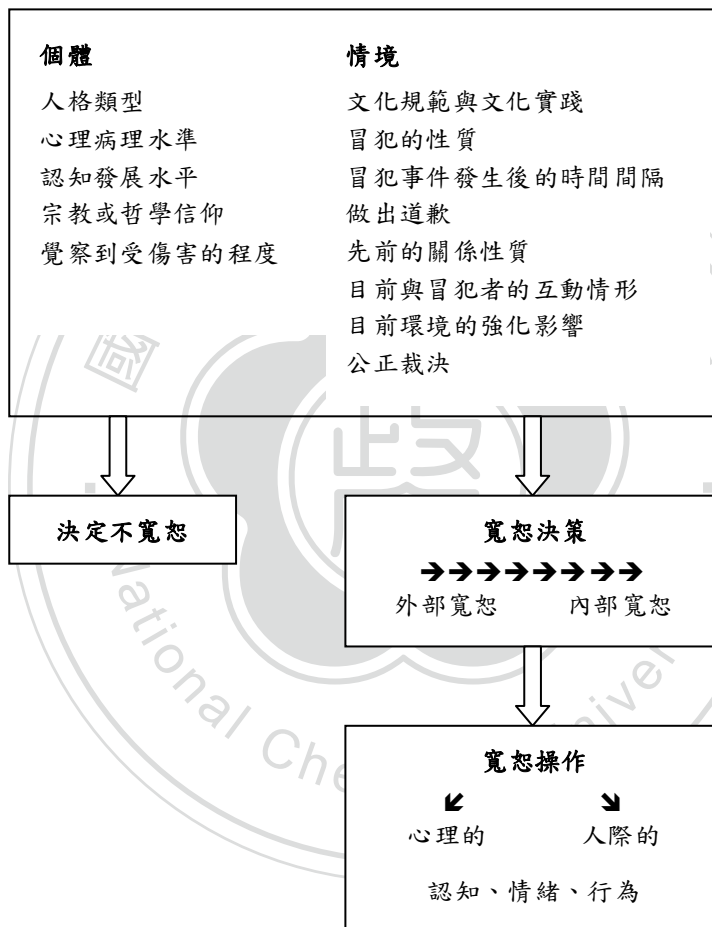 個體
人格類型
心理病理水準
認知發展水平
宗教或哲學信仰
覺察到受傷害的程度
情境
文化規範與文化實踐
冒犯的性質
冒犯事件發生後的時間間隔
做出道歉
先前的關係性質
目前與冒犯者的互動情形
目前環境的強化影響
公正裁決
決定不寬恕
寬恕決策
➔➔➔➔➔➔➔➔
外部寬恕 內部寬恕
寬恕操作
心理的 人際的
認知、情緒、行為
國
政
National Che